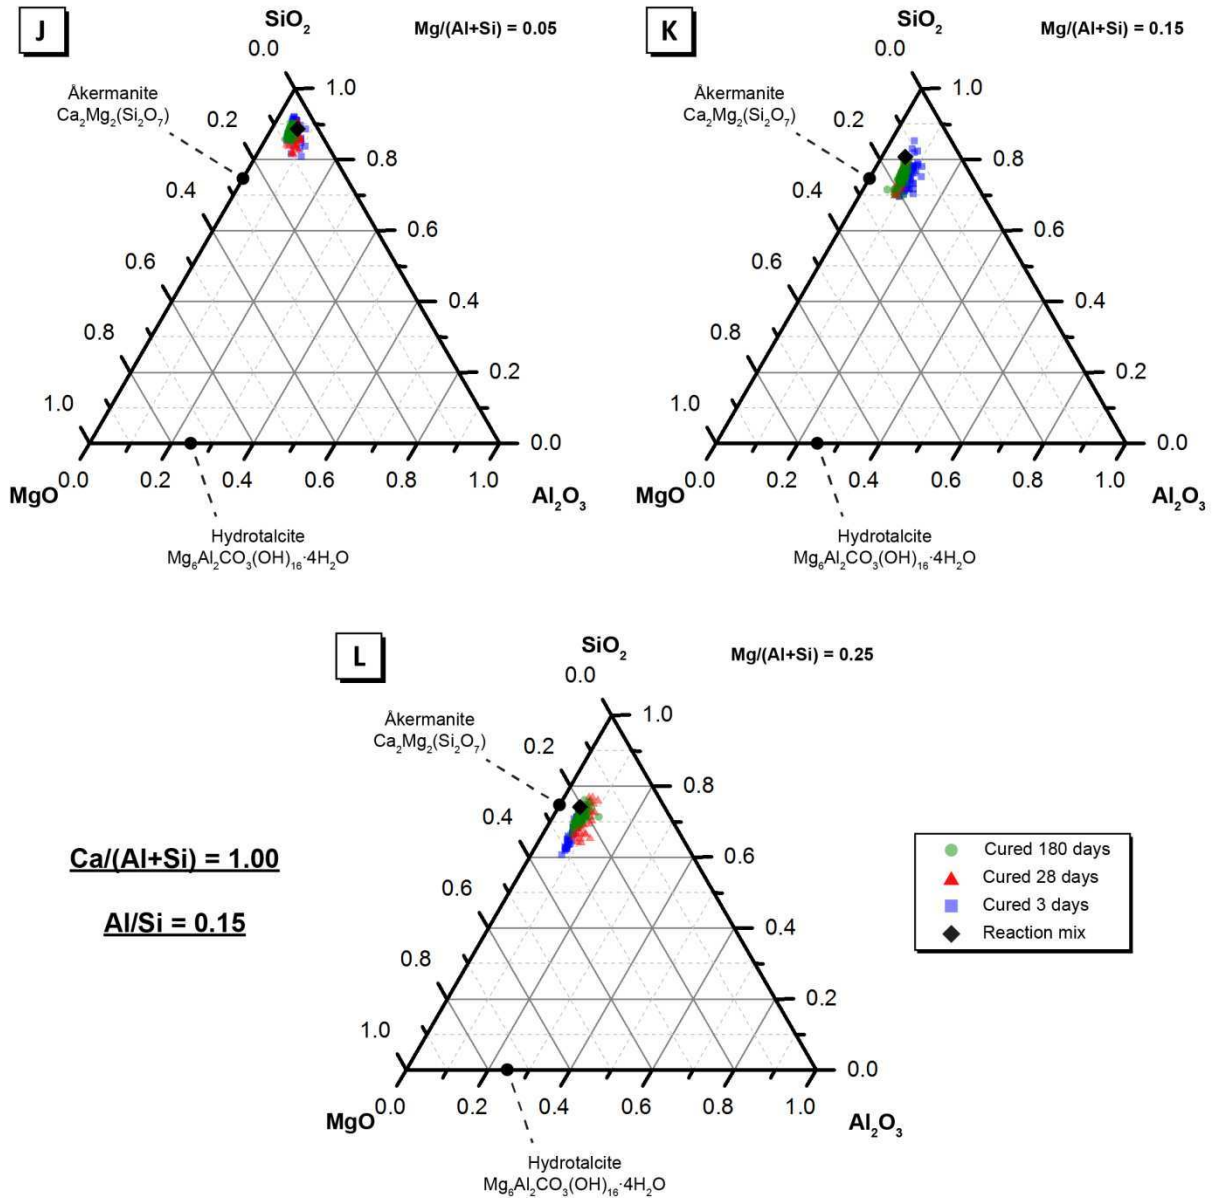 J
SiO₂
Mg/(Al+Si) = 0.05
0.0
Åkermanite
Ca₂Mg₂(Si₂O₇)
1.0
0.2
0.8
0.4
0.6
0.6
0.4
0.8
0.2
1.0
0.0
0.0 0.2 0.4 0.6 0.8 1.0
MgO
Al₂O₃
Hydrotalcite
Mg₆Al₂CO₃(OH)₁₆·4H₂O
K
SiO₂
Mg/(Al+Si) = 0.15
0.0
Åkermanite
Ca₂Mg₂(Si₂O₇)
1.0
0.2
0.8
0.4
0.6
0.6
0.4
0.8
0.2
1.0
0.0
0.0 0.2 0.4 0.6 0.8 1.0
MgO
Al₂O₃
Hydrotalcite
Mg₆Al₂CO₃(OH)₁₆·4H₂O
L
SiO₂
Mg/(Al+Si) = 0.25
0.0
Åkermanite
Ca₂Mg₂(Si₂O₇)
1.0
0.2
0.8
0.4
0.6
0.6
0.4
0.8
0.2
1.0
0.0
0.0 0.2 0.4 0.6 0.8 1.0
MgO
Al₂O₃
Hydrotalcite
Mg₆Al₂CO₃(OH)₁₆·4H₂O
Ca/(Al+Si) = 1.00
Al/Si = 0.15
Cured 180 days
Cured 28 days
Cured 3 days
Reaction mix